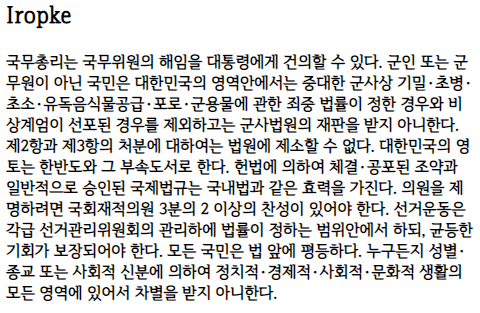 Iropke
국무총리는 국무위원의 해임을 대통령에게 건의할 수 있다. 군인 또는 군
무원이 아닌 국민은 대한민국의 영역안에서는 중대한 군사상 기밀·초병·
초소·유독음식물공급·포로·군용물에 관한 죄중 법률이 정한 경우와 비
상계엄이 선포된 경우를 제외하고는 군사법원의 재판을 받지 아니한다.
제2항과 제3항의 처분에 대하여는 법원에 제소할 수 없다. 대한민국의 영
토는 한반도와 그 부속도서로 한다. 헌법에 의하여 체결·공포된 조약과
일반적으로 승인된 국제법규는 국내법과 같은 효력을 가진다. 의원을 제
명하려면 국회재적의원 3분의 2 이상의 찬성이 있어야 한다. 선거운동은
각급 선거관리위원회의 관리하에 법률이 정하는 범위안에서 하되, 균등한
기회가 보장되어야 한다. 모든 국민은 법 앞에 평등하다. 누구든지 성별·
종교 또는 사회적 신분에 의하여 정치적·경제적·사회적·문화적 생활의
모든 영역에 있어서 차별을 받지 아니한다.